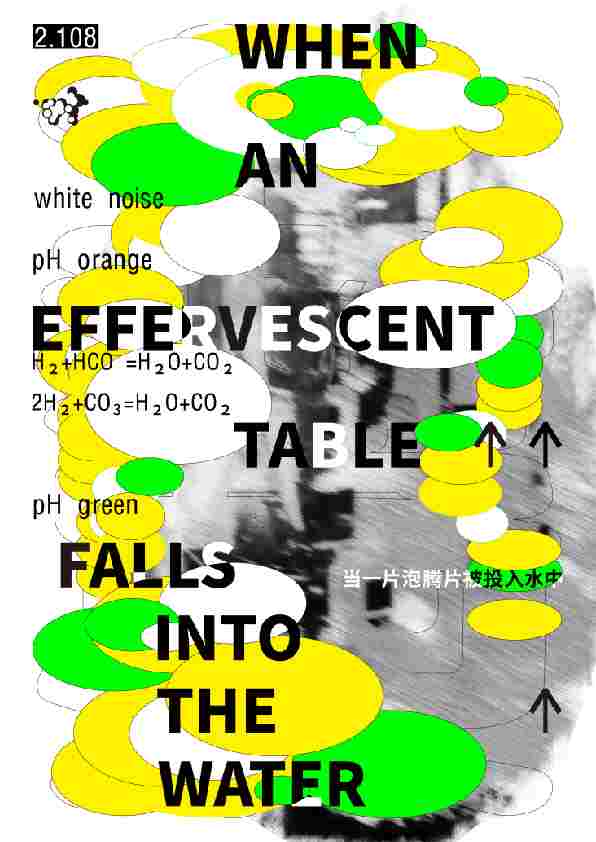 2.108
WHEN
AN
white noise
pH orange
EFFERVESCENT
H₂+HCO =H₂O+CO₂
2H₂+CO₃=H₂O+CO₂
TABLE
pH green
FALLS
当一片泡腾片被投入水中
INTO
THE
WATER